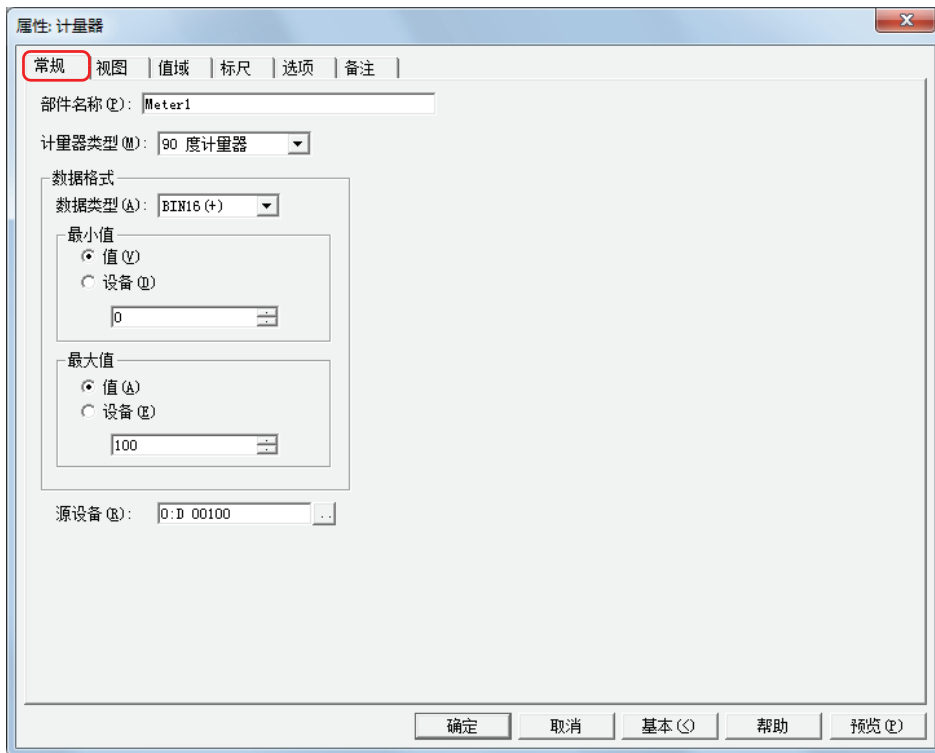 属性: 计量器
常规 视图 值域 标尺 选项 备注
部件名称(P): Meter1
计量器类型(M): 90 度计量器
数据格式
数据类型(A): BIN16(+)
最小值
值(V)
设备(D)
0
最大值
值(A)
设备(E)
100
源设备(R): 0:D 00100 ..
确定 取消 基本(<) 帮助 预览(P)